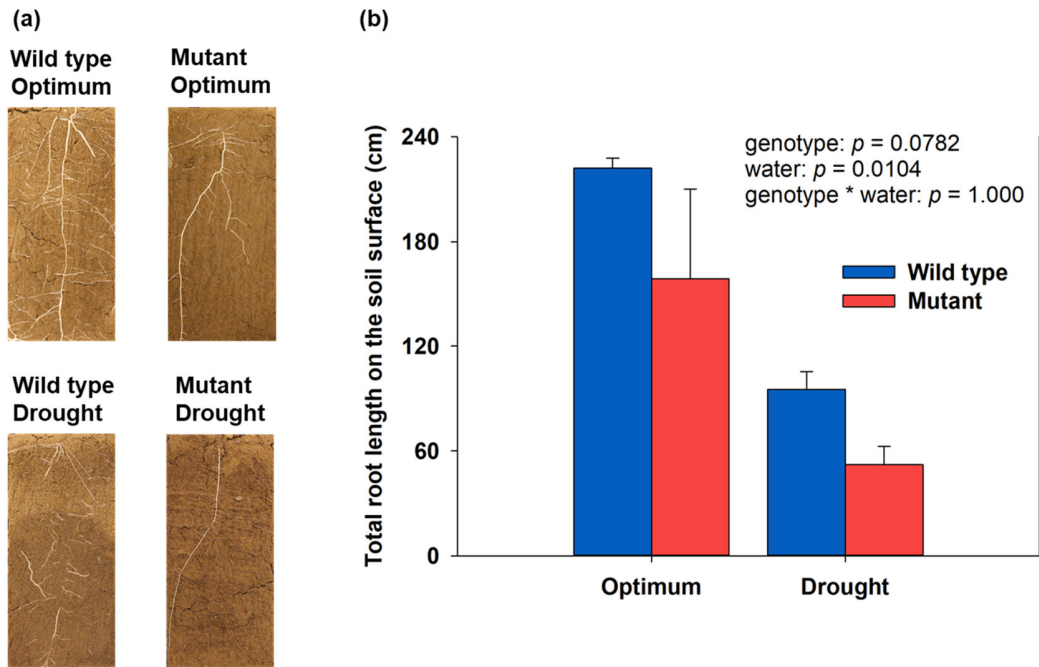 (a)
Wild type
Optimum
Mutant
Optimum
Wild type
Drought
Mutant
Drought
(b)
Total root length on the soil surface (cm)
240
180
120
60
0
genotype: p = 0.0782
water: p = 0.0104
genotype * water: p = 1.000
Wild type
Mutant
Optimum
Drought